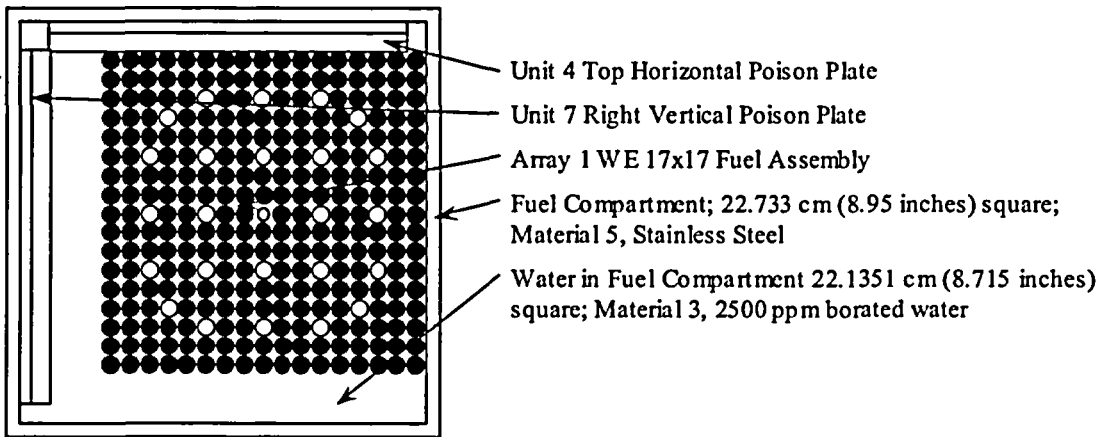 Unit 4 Top Horizontal Poison Plate
Unit 7 Right Vertical Poison Plate
Array 1 WE 17x17 Fuel Assembly
Fuel Compartment; 22.733 cm (8.95 inches) square;
Material 5, Stainless Steel
Water in Fuel Compartment 22.1351 cm (8.715 inches)
square; Material 3, 2500 ppm borated water